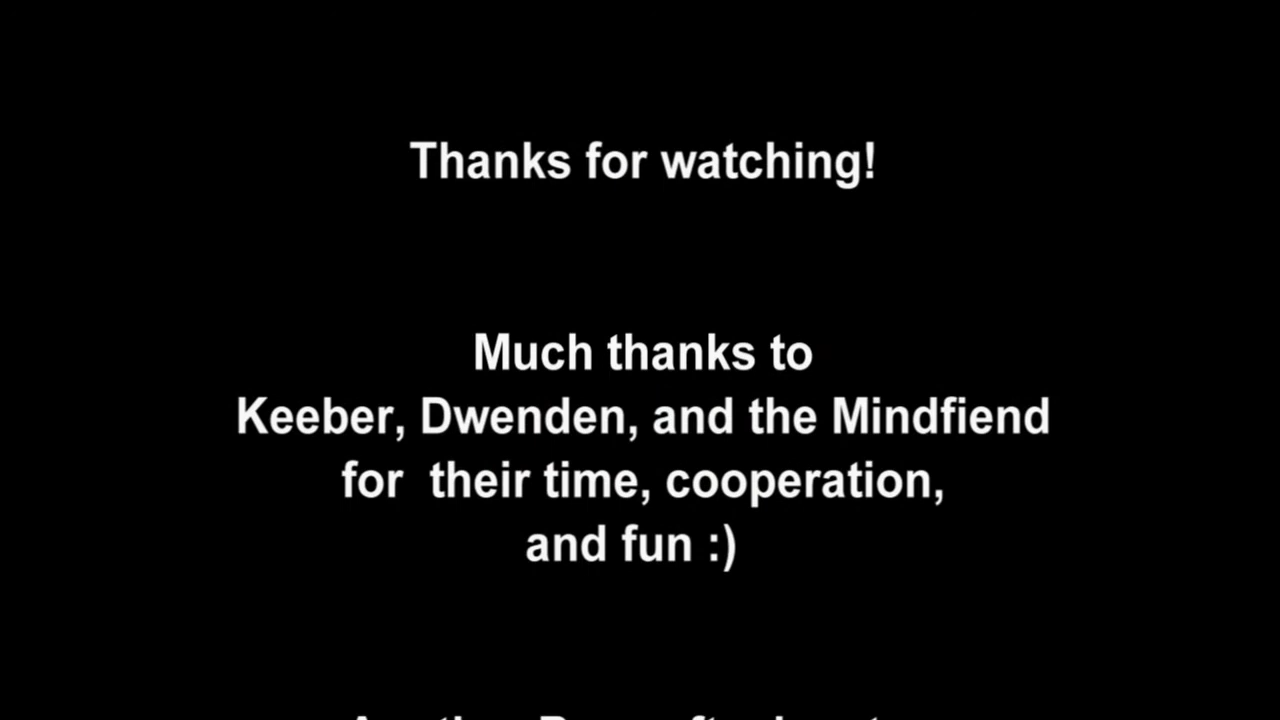 Thanks for watching!
Much thanks to
Keeber, Dwenden, and the Mindfiend
for  their time, cooperation,
and fun :)